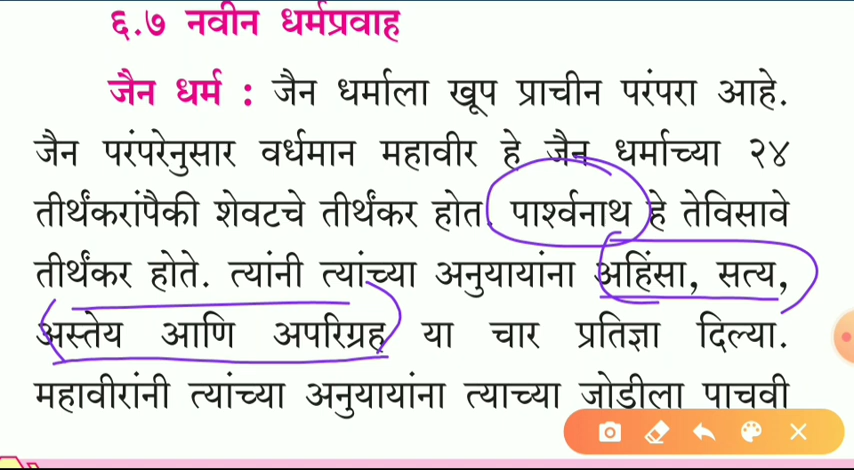 ६.७ नवीन धर्मप्रवाह
जैन धर्म : जैन धर्माला खूप प्राचीन परंपरा आहे.
जैन परंपरेनुसार वर्धमान महावीर हे जैन धर्माच्या २४
तीर्थंकरांपैकी शेवटचे तीर्थंकर होत. पार्श्वनाथ हे तेविसावे
तीर्थंकर होते. त्यांनी त्यांच्या अनुयायांना अहिंसा, सत्य,
अस्तेय आणि अपरिग्रह या चार प्रतिज्ञा दिल्या.
महावीरांनी त्यांच्या अनुयायांना त्याच्या जोडीला पाचवी